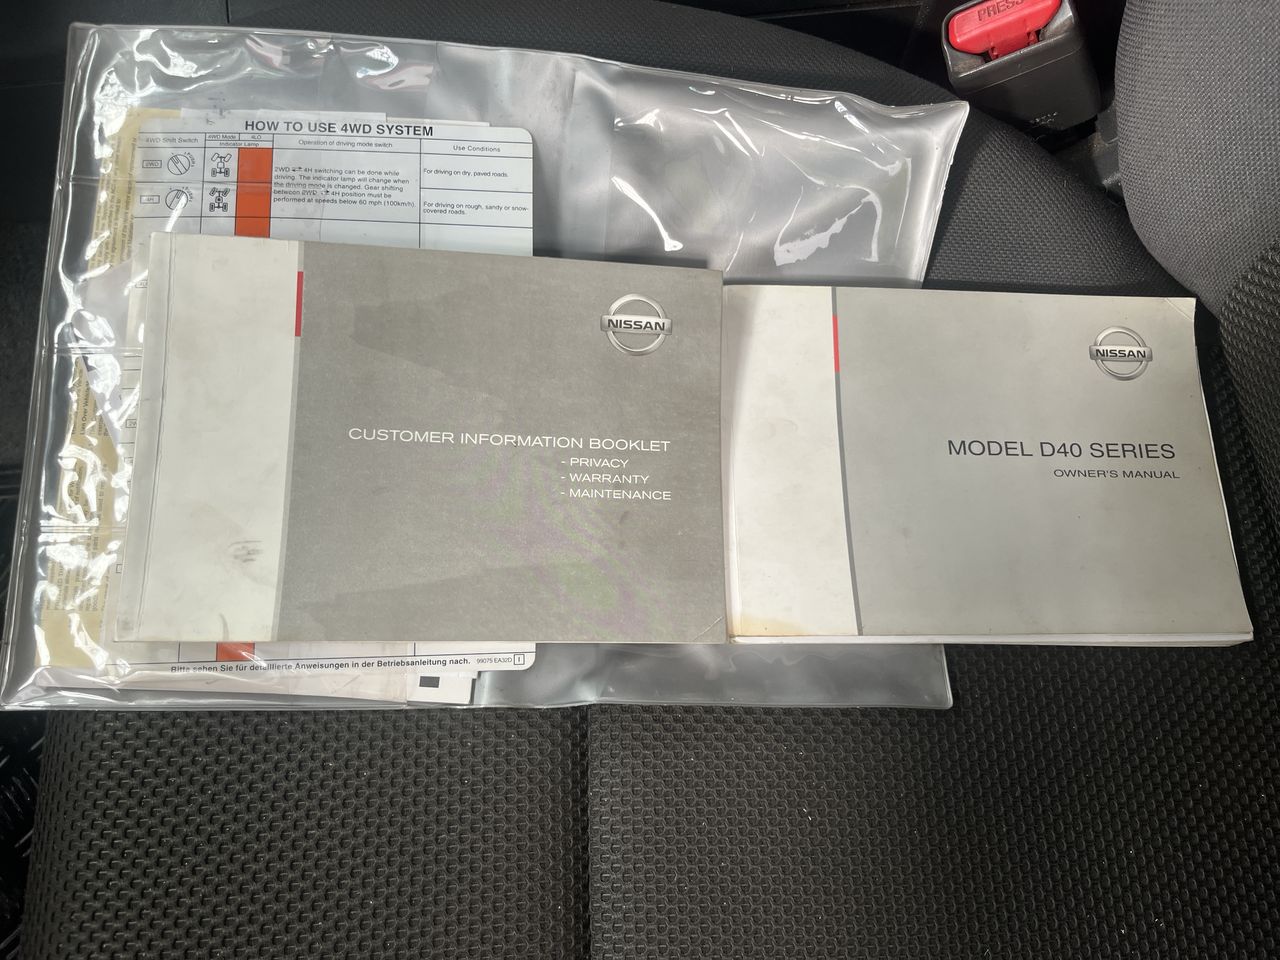 PRESS
HOW TO USE 4WD SYSTEM
4WD Shift Switch
4WD Mode
4LO
Indicator Lamp
Operation of driving mode switch
Use Conditions
2WD
2WD 4H switching can be done while
driving. The indicator lamp will change when
the driving mode is changed. Gear shifting
between 2WD 4H position must be
performed at speeds below 60 mph (100km/h).
For driving on dry, paved roads.
4H
For driving on rough, sandy or snow-
covered roads.
NISSAN
CUSTOMER INFORMATION BOOKLET
- PRIVACY
- WARRANTY
- MAINTENANCE
NISSAN
MODEL D40 SERIES
OWNER'S MANUAL
Bitte sehen Sie für detaillierte Anweisungen in der Betriebsanleitung nach. 99075 EA32D I